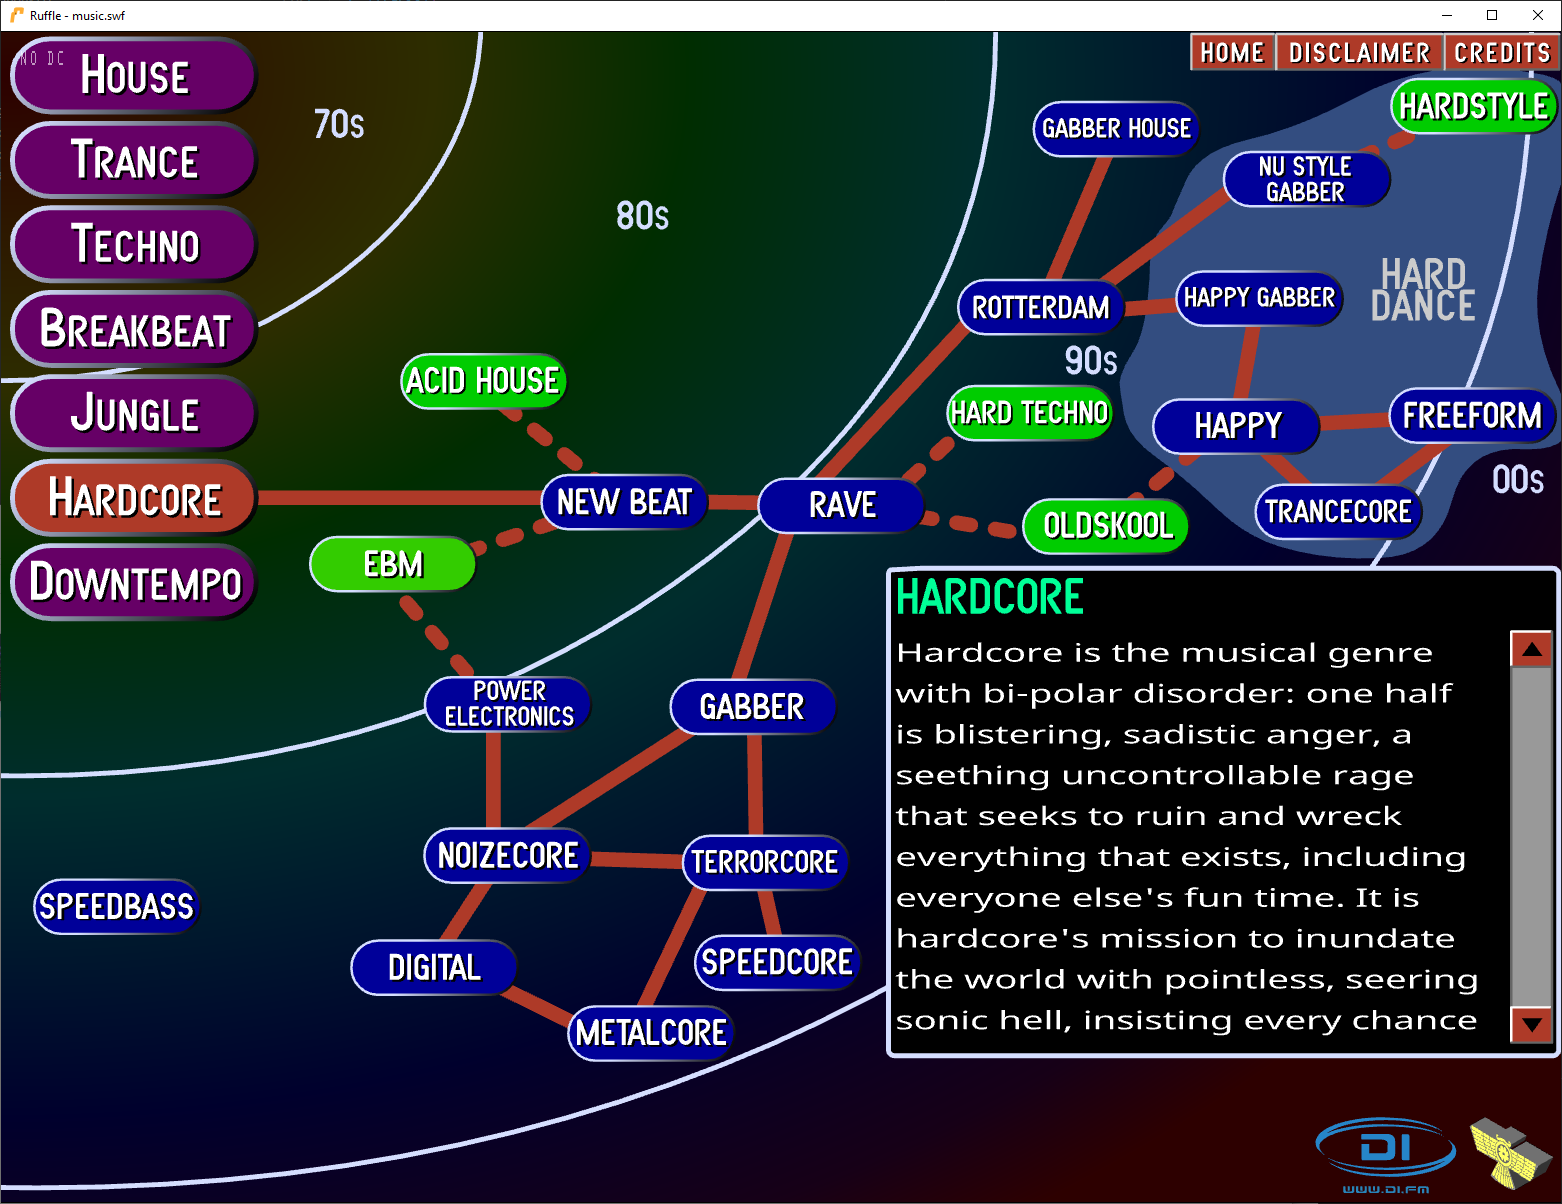 Ruffle - music.swf
NO DC
HOME
DISCLAIMER
CREDITS
HOUSE
TRANCE
TECHNO
BREAKBEAT
JUNGLE
HARDCORE
DOWNTEMPO
70s
80s
90s
00s
GABBER HOUSE
HARDSTYLE
NU STYLE
GABBER
ROTTERDAM
HAPPY GABBER
HARD
DANCE
ACID HOUSE
HARD TECHNO
HAPPY
FREEFORM
NEW BEAT
RAVE
OLDSKOOL
TRANCECORE
EBM
POWER
ELECTRONICS
GABBER
NOIZECORE
TERRORCORE
SPEEDBASS
DIGITAL
SPEEDCORE
METALCORE
HARDCORE
Hardcore is the musical genre
with bi-polar disorder: one half
is blistering, sadistic anger, a
seething uncontrollable rage
that seeks to ruin and wreck
everything that exists, including
everyone else's fun time. It is
hardcore's mission to inundate
the world with pointless, seering
sonic hell, insisting every chance
DI
WWW.DI.FM